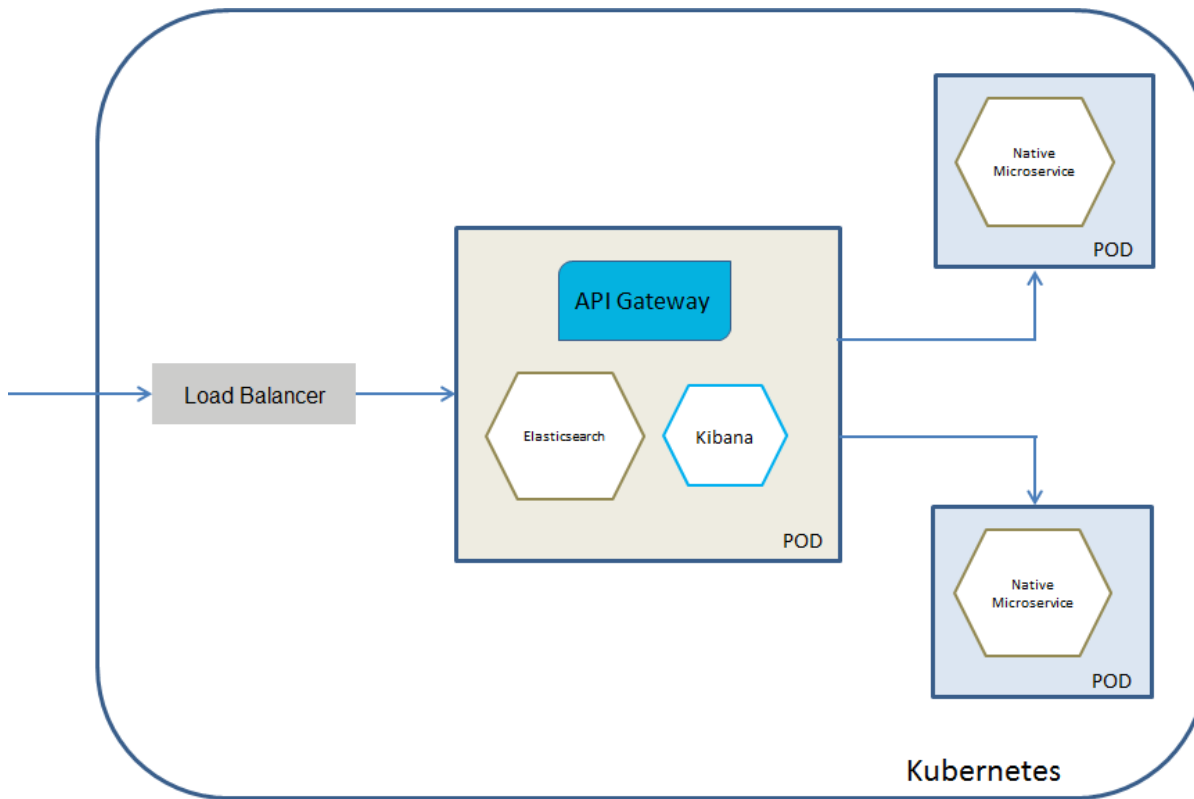 Native
Microservice
POD
API Gateway
Load Balancer
Elasticsearch
Kibana
POD
Native
Microservice
POD
Kubernetes